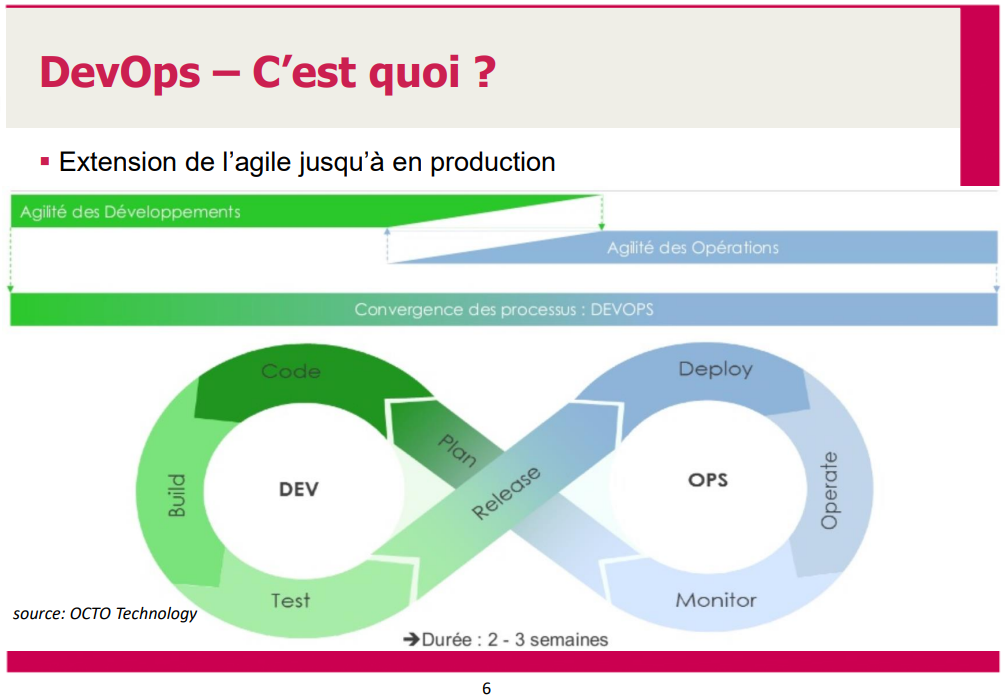 DevOps – C’est quoi ?
▪ Extension de l’agile jusqu’à en production
Agilité des Développements
Agilité des Opérations
Convergence des processus : DEVOPS
Code
Deploy
Plan
Release
Build
DEV
OPS
Operate
Test
Monitor
source: OCTO Technology
➔Durée : 2 - 3 semaines
6